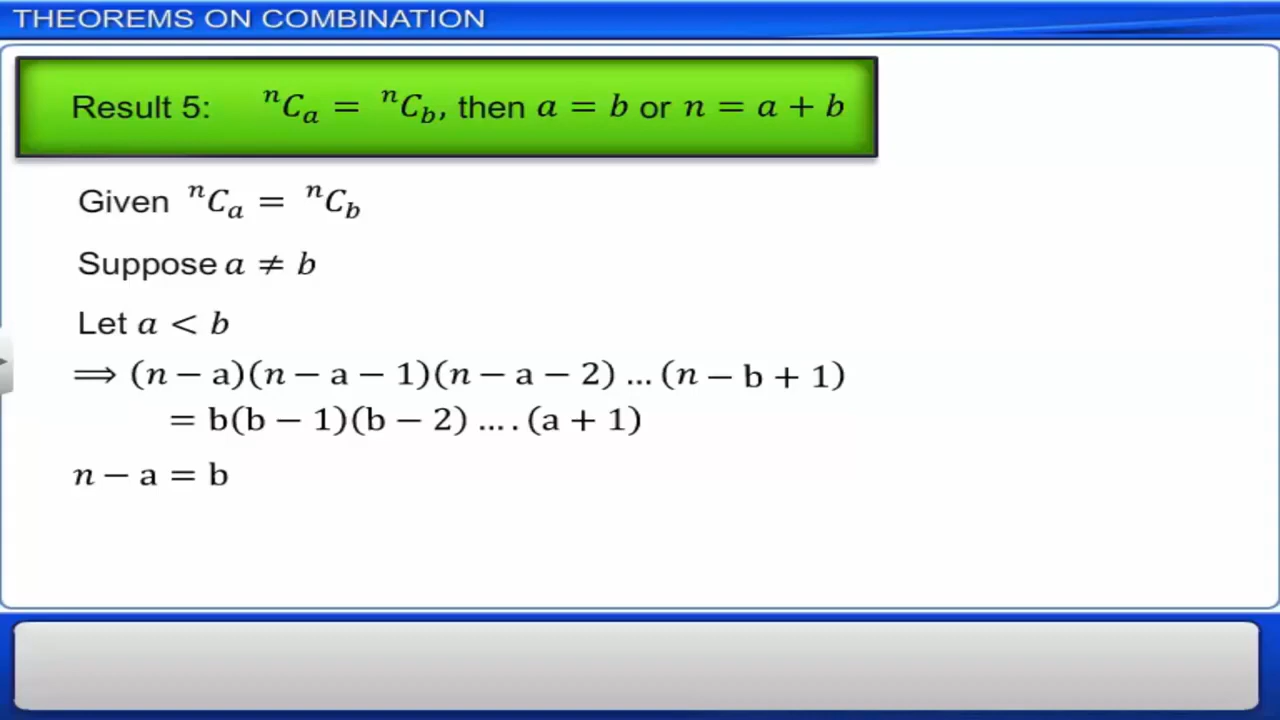 THEOREMS ON COMBINATION
Result 5: ⁿCₐ = ⁿC_b, then a = b or n = a + b
Given ⁿCₐ = ⁿC_b
Suppose a ≠ b
Let a < b
⟹ (n − a)(n − a − 1)(n − a − 2) … (n − b + 1)
= b(b − 1)(b − 2) … . (a + 1)
n − a = b